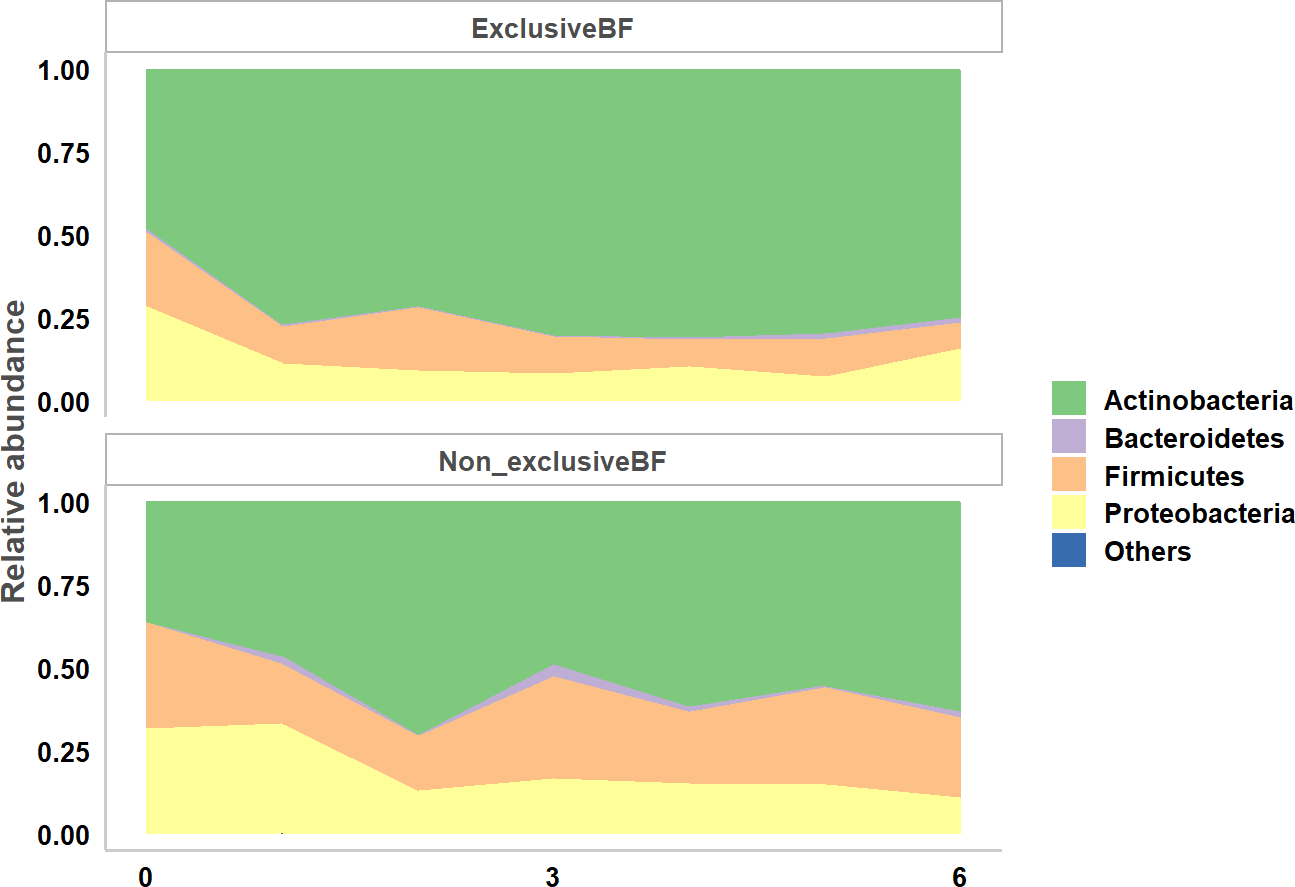 ExclusiveBF
1.00
0.75
0.50
0.25
0.00
Non_exclusiveBF
1.00
0.75
0.50
0.25
0.00
0 3 6
Relative abundance
Actinobacteria
Bacteroidetes
Firmicutes
Proteobacteria
Others